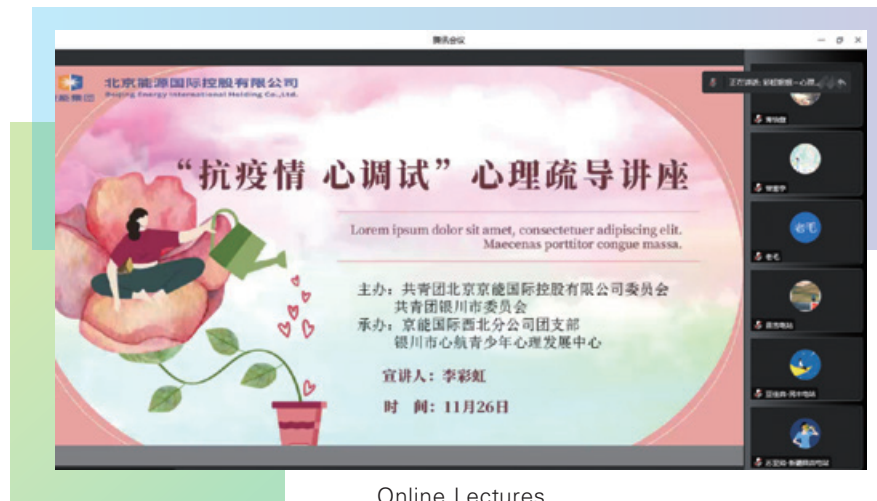 腾讯会议
北京能源国际控股有限公司
Beijing Energy International Holding Co.,Ltd.
“抗疫情 心调试”心理疏导讲座
Lorem ipsum dolor sit amet, consectetuer adipiscing elit.
Maecenas porttitor congue massa.
主办：共青团北京京能国际控股有限公司委员会
共青团银川市委员会
承办：京能国际西北分公司团支部
银川市心航青少年心理发展中心
宣讲人：李彩虹
时 间：11月26日
老毛
老毛
Online Lectures